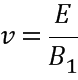 v = E / B₁